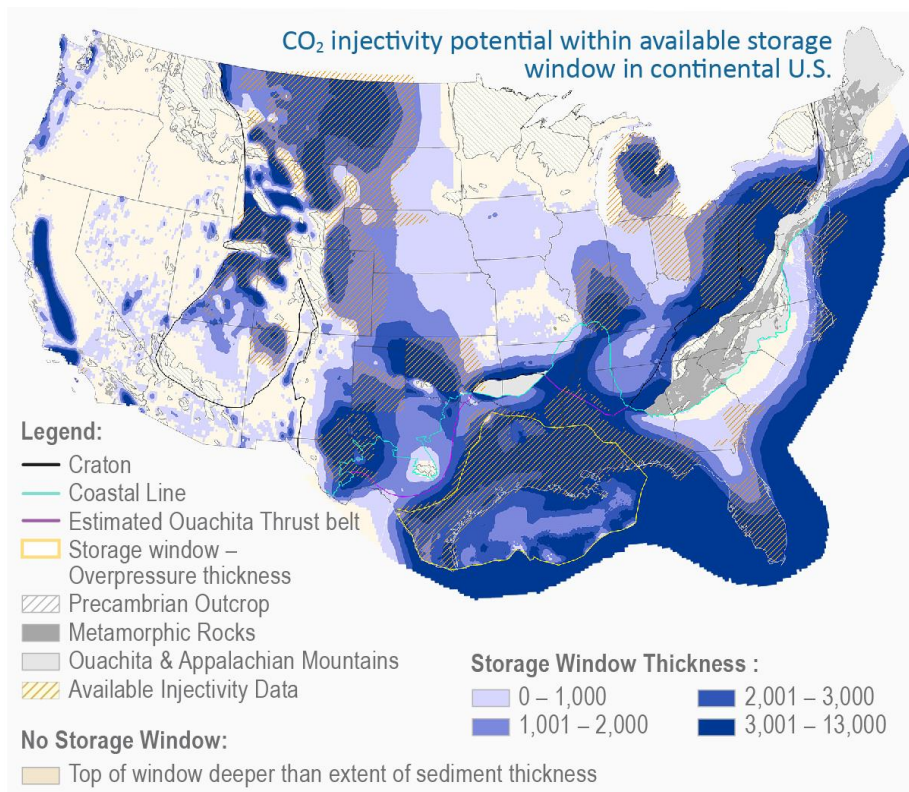 CO₂ injectivity potential within available storage
window in continental U.S.
Legend:
Craton
Coastal Line
Estimated Ouachita Thrust belt
Storage window –
Overpressure thickness
Precambrian Outcrop
Metamorphic Rocks
Ouachita & Appalachian Mountains
Available Injectivity Data
No Storage Window:
Top of window deeper than extent of sediment thickness
Storage Window Thickness :
0 – 1,000
1,001 – 2,000
2,001 – 3,000
3,001 – 13,000